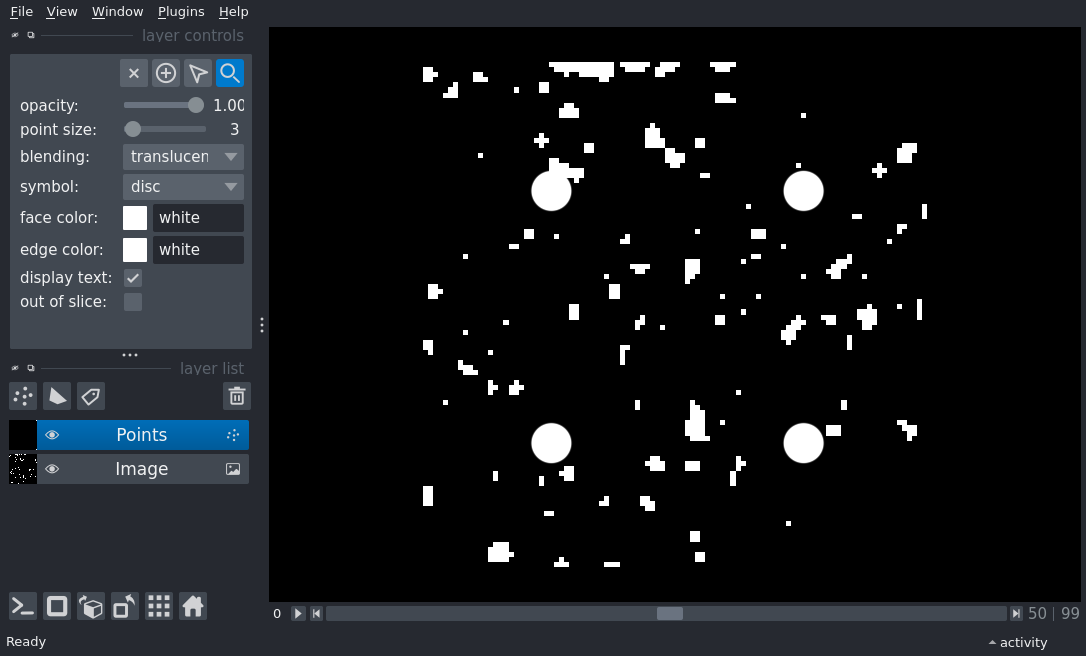 File View Window Plugins Help
layer controls
opacity: 1.00
point size: 3
blending: translucen
symbol: disc
face color: white
edge color: white
display text:
out of slice:
layer list
Points
Image
0 50 | 99
Ready activity